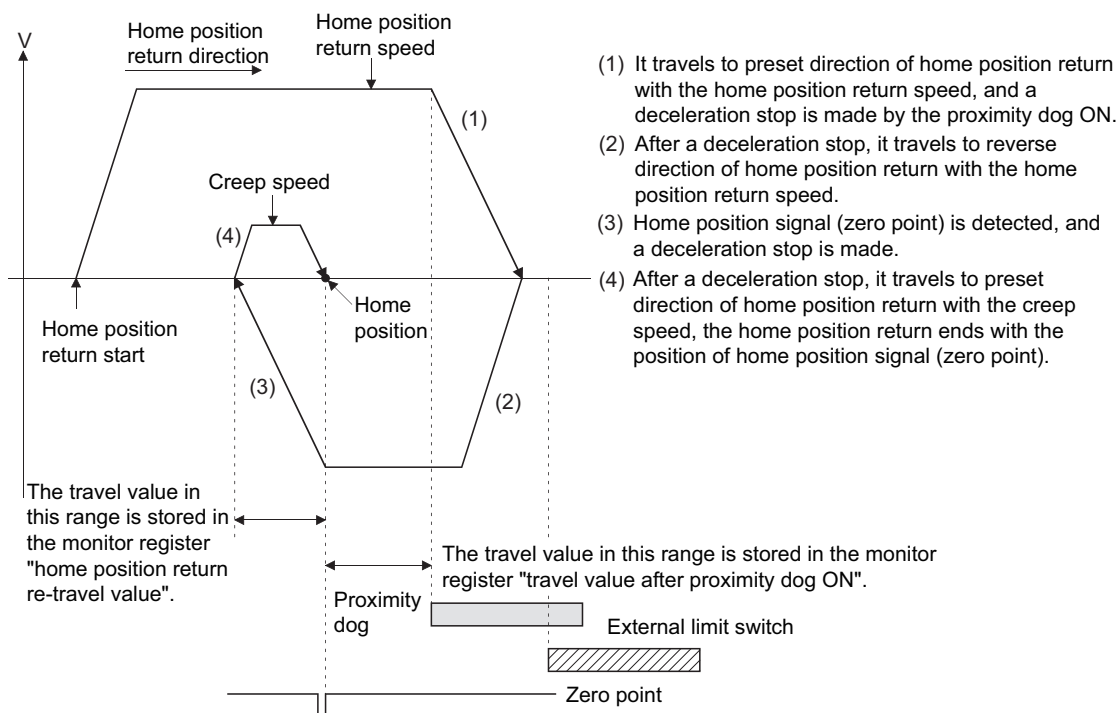 V
Home position
return direction
Home position
return speed
(1)
Creep speed
(4)
Home position
return start
Home
position
(3)
(2)
(1) It travels to preset direction of home position return
with the home position return speed, and a
deceleration stop is made by the proximity dog ON.
(2) After a deceleration stop, it travels to reverse
direction of home position return with the home
position return speed.
(3) Home position signal (zero point) is detected, and
a deceleration stop is made.
(4) After a deceleration stop, it travels to preset
direction of home position return with the creep
speed, the home position return ends with the
position of home position signal (zero point).
The travel value in
this range is stored in
the monitor register
"home position return
re-travel value".
The travel value in this range is stored in the monitor
register "travel value after proximity dog ON".
Proximity
dog
External limit switch
Zero point